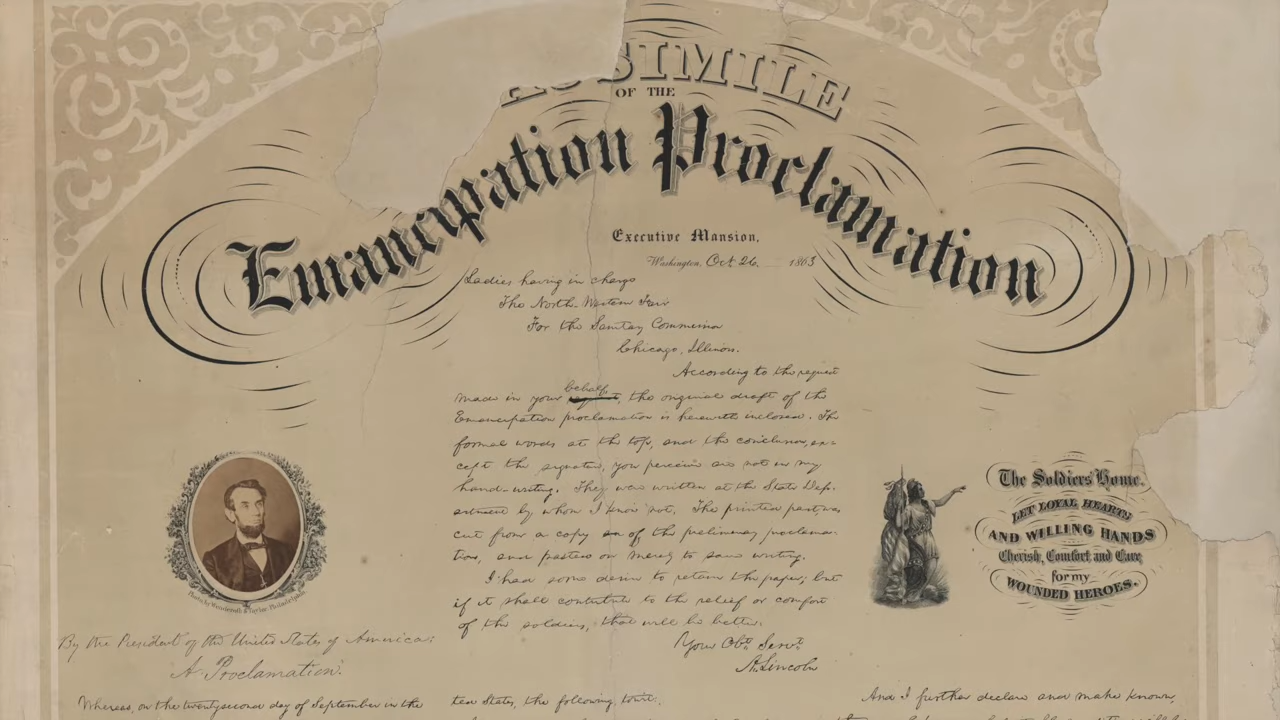 FACSIMILE
OF THE
Emancipation Proclamation
Executive Mansion,
Washington, Oct 26, 1863
Ladies having in charge
The North-Western Fair
For the Sanitary Commission
Chicago, Illinois.
According to the request
made in your behalf, the original draft of the
Emancipation proclamation is herewith inclosed. The
formal words at the top, and the conclusion, ex=
cept the signature, you perceive are not in my
hand-writing. They were written at the State Dep-
artment by whom I know not. The printed part was
cut from a copy of the preliminary proclama-
tion, and pasted on merely to save writing.
I had some desire to retain the paper; but
if it shall contribute to the relief or comfort
of the soldiers, that will be better.
Your Obt. Servt.
A. Lincoln
Philadelphia
The Soldiers' Home.
LET LOYAL HEARTS
AND WILLING HANDS
Cherish, Comfort and Care,
for my
WOUNDED HEROES.
By the President of the United States of America:
A Proclamation.
Whereas, on the twentysecond day of September in the
ted States, the following, towit:
And I further declare and make known,